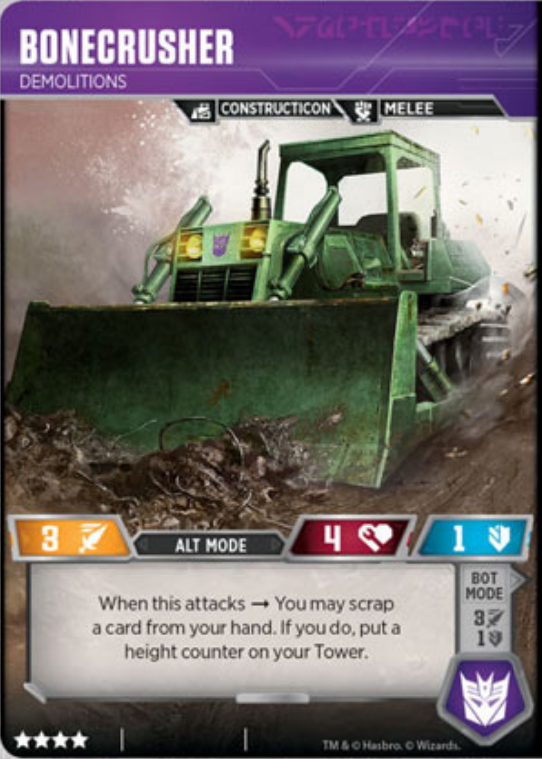 BONECRUSHER
DEMOLITIONS
CONSTRUCTICON
MELEE
3
ALT MODE
4
1
When this attacks → You may scrap
a card from your hand. If you do, put a
height counter on your Tower.
BOT
MODE
3
1
TM & © Hasbro. © Wizards.